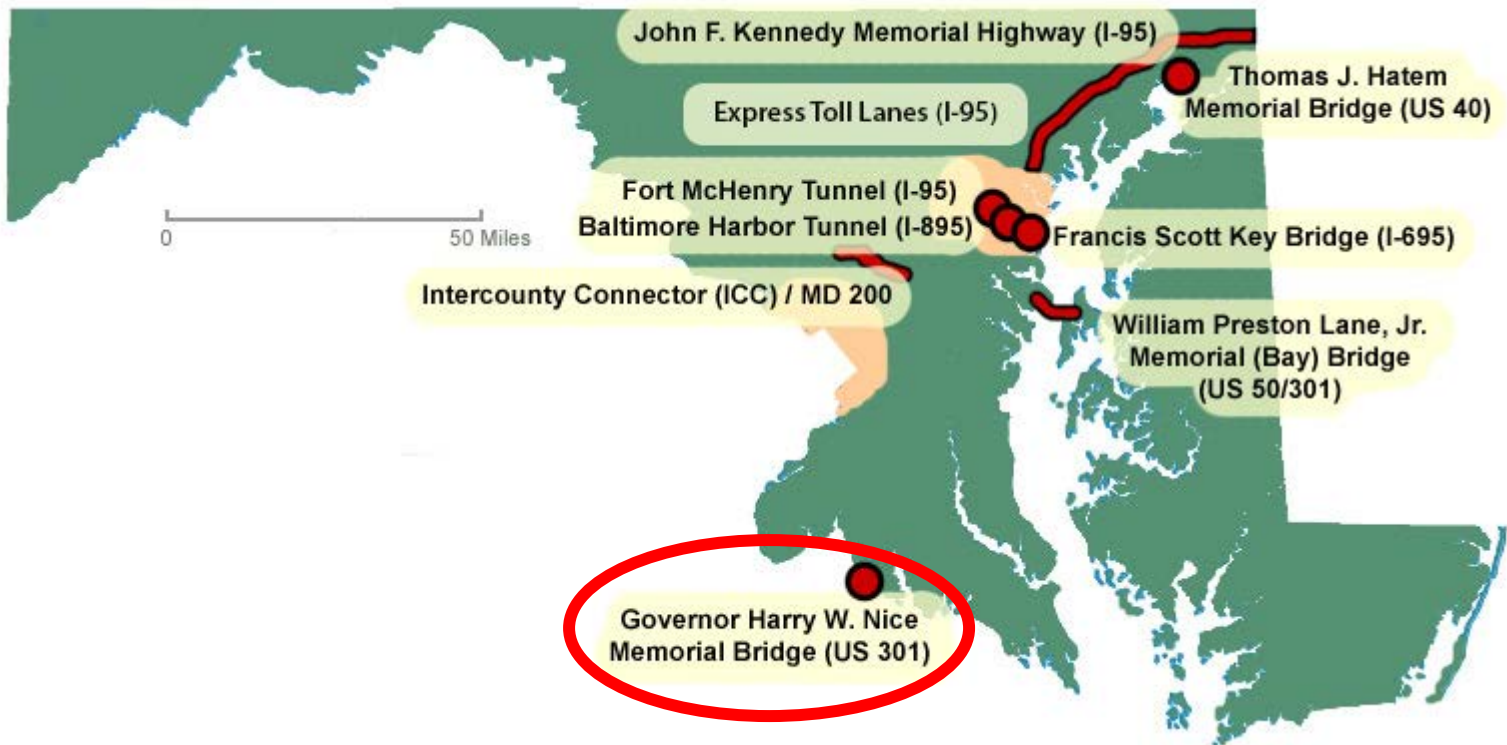 John F. Kennedy Memorial Highway (I-95)
Thomas J. Hatem
Memorial Bridge (US 40)
Express Toll Lanes (I-95)
Fort McHenry Tunnel (I-95)
Baltimore Harbor Tunnel (I-895)
Francis Scott Key Bridge (I-695)
0
50 Miles
Intercounty Connector (ICC) / MD 200
William Preston Lane, Jr.
Memorial (Bay) Bridge
(US 50/301)
Governor Harry W. Nice
Memorial Bridge (US 301)